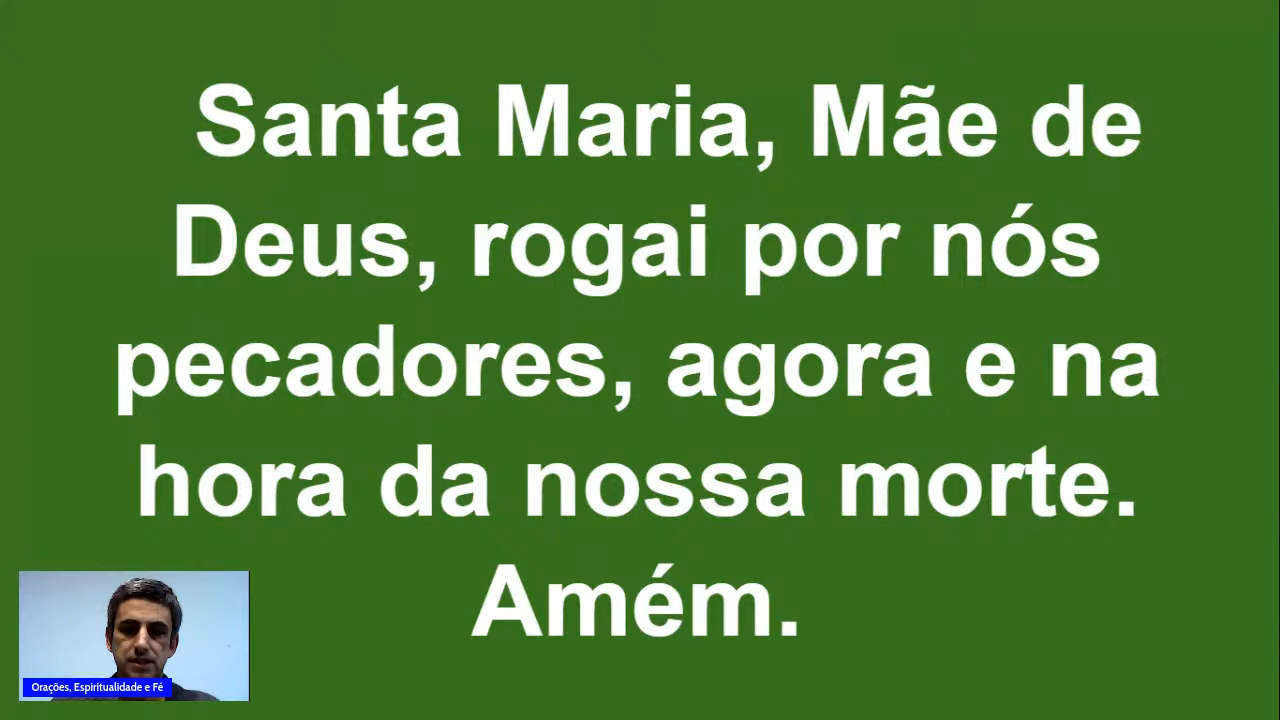 Santa Maria, Mãe de
Deus, rogai por nós
pecadores, agora e na
hora da nossa morte.
Amém.
Orações, Espiritualidade e Fé